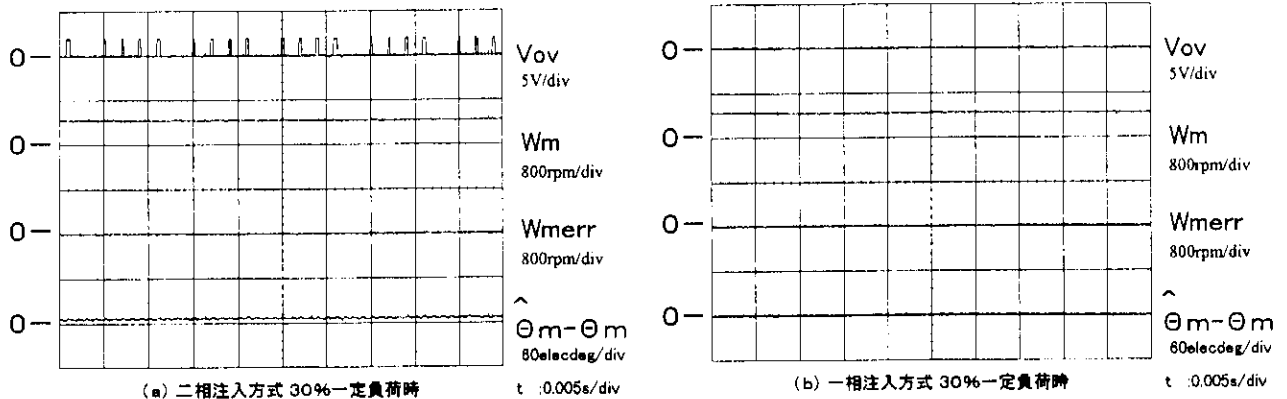 0
Vov
5V/div
0
Wm
800rpm/div
0
Wmerr
800rpm/div
0
^
Θm-Θm
60elecdeg/div
(a) 二相注入方式 30%一定負荷時
t :0.005s/div
0
Vov
5V/div
0
Wm
800rpm/div
0
Wmerr
800rpm/div
0
^
Θm-Θm
60elecdeg/div
(b) 一相注入方式 30%一定負荷時
t :0.005s/div